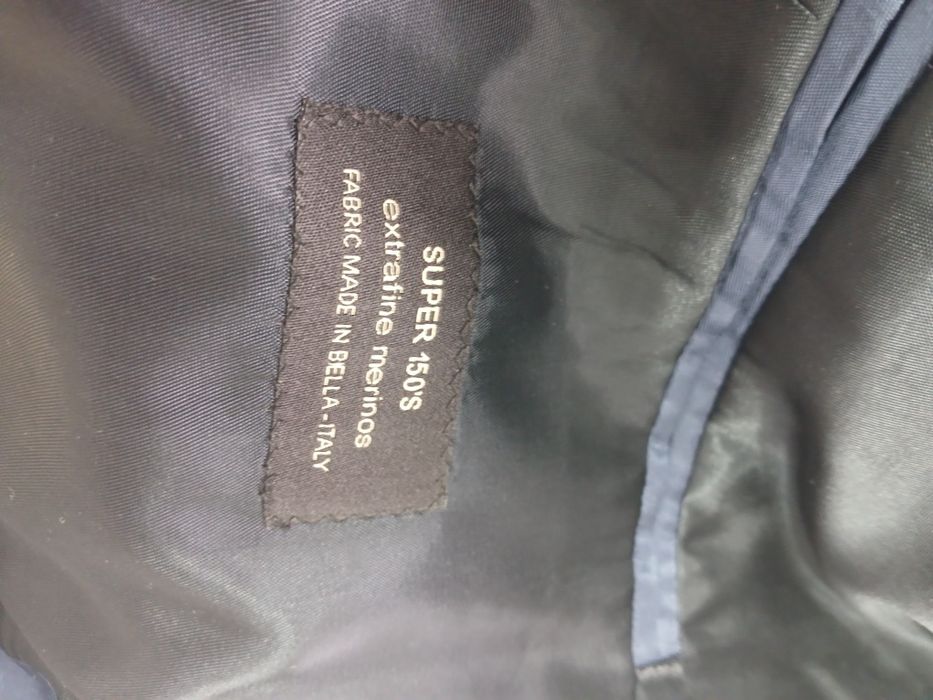 SUPER 150'S
extrafine merinos
FABRIC MADE IN BELLA-ITALY